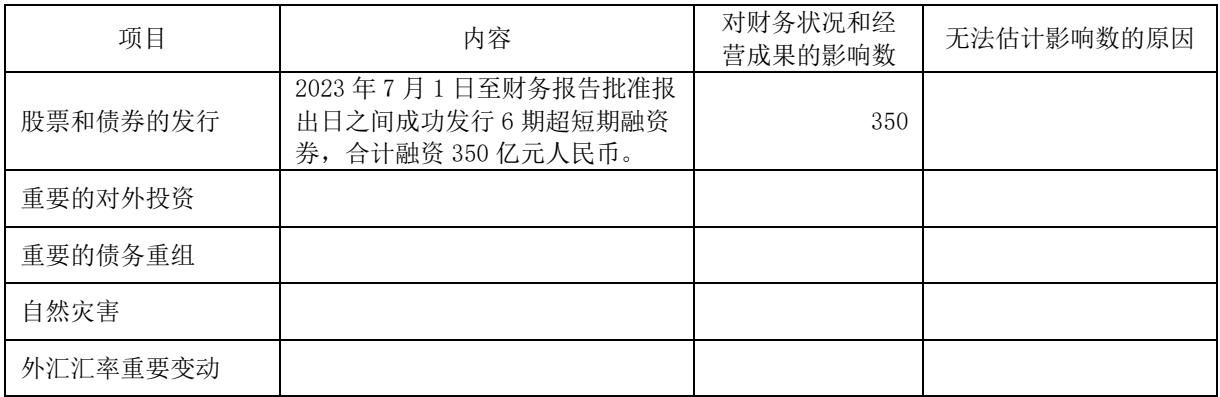 项目
内容
对财务状况和经
营成果的影响数
无法估计影响数的原因
股票和债券的发行
2023 年 7 月 1 日至财务报告批准报
出日之间成功发行 6 期超短期融资
券，合计融资 350 亿元人民币。
350
重要的对外投资
重要的债务重组
自然灾害
外汇汇率重要变动